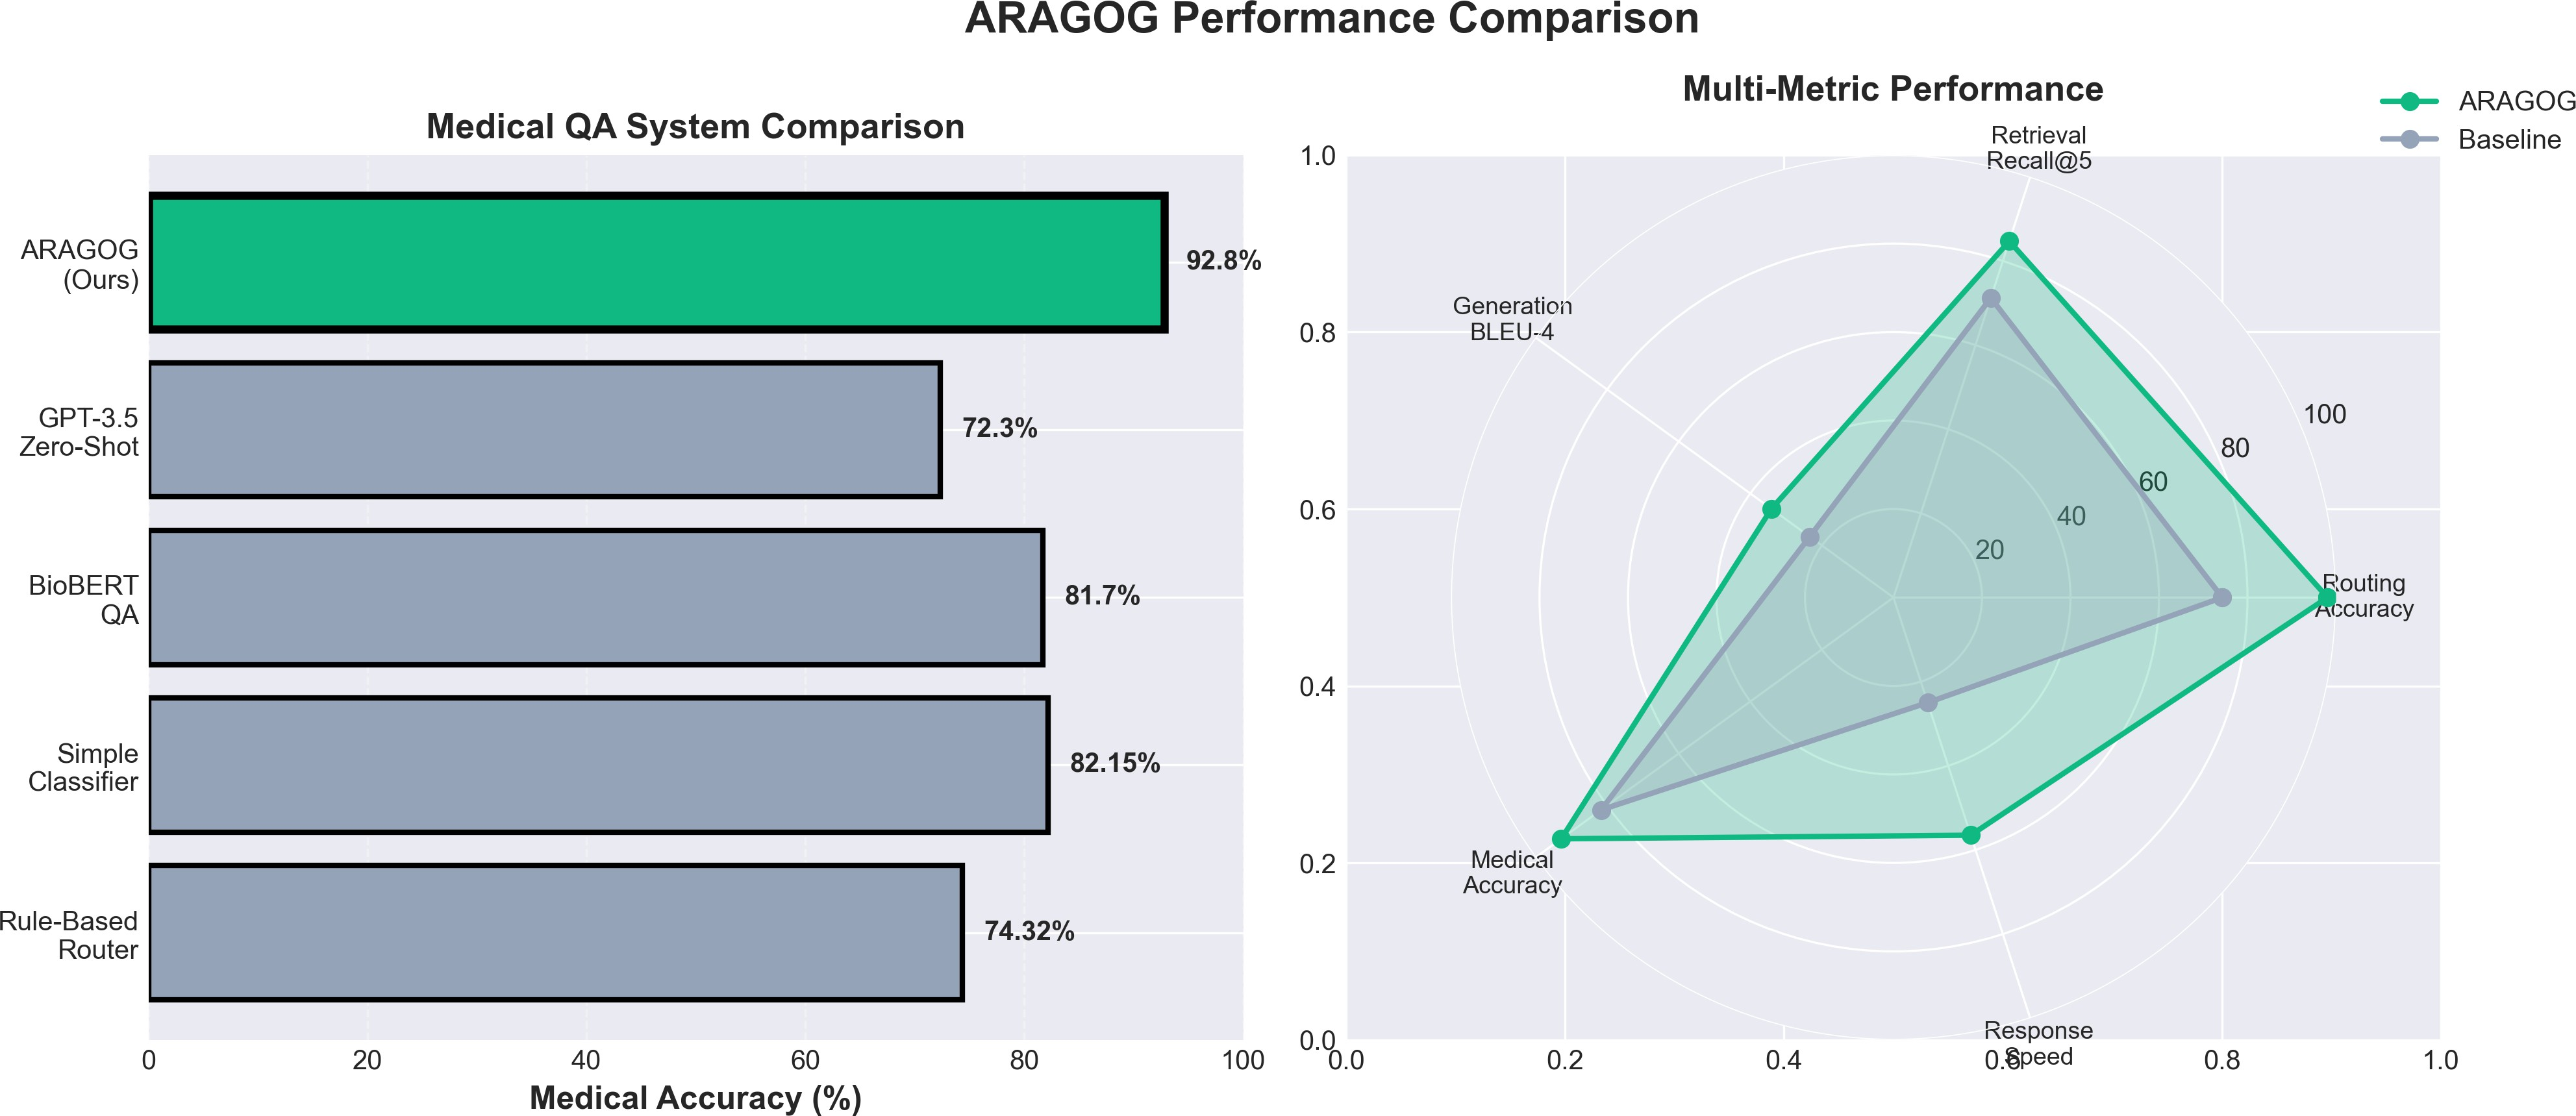 ARAGOG Performance Comparison
Medical QA System Comparison
ARAGOG
(Ours)
92.8%
GPT-3.5
Zero-Shot
72.3%
BioBERT
QA
81.7%
Simple
Classifier
82.15%
Rule-Based
Router
74.32%
0 20 40 60 80 100
Medical Accuracy (%)
Multi-Metric Performance
ARAGOG
Baseline
Retrieval
Recall@5
Generation
BLEU-4
Routing
Accuracy
Medical
Accuracy
Response
Speed
100
80
60
40
20
1.0
0.8
0.6
0.4
0.2
0.0
0.0 0.2 0.4 0.6 0.8 1.0